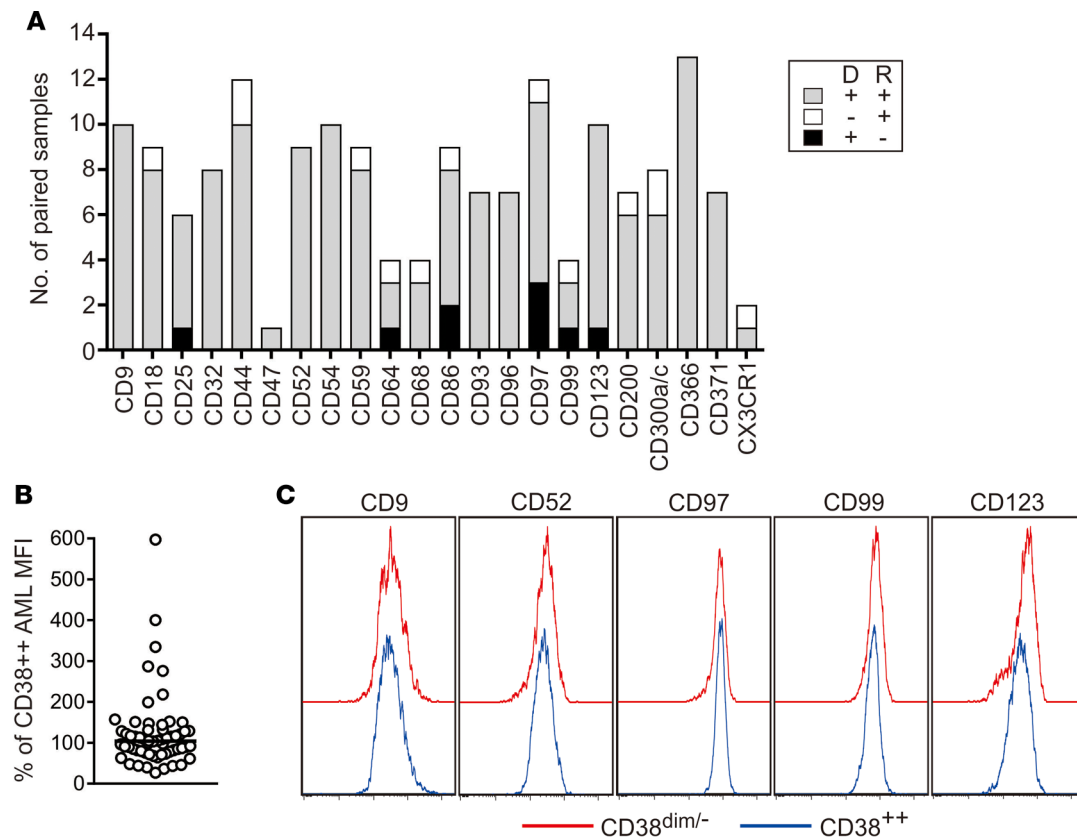 A
14
12
10
8
6
4
2
0
No. of paired samples
D R
+ +
- +
+ -
CD9
CD18
CD25
CD32
CD44
CD47
CD52
CD54
CD59
CD64
CD68
CD86
CD93
CD96
CD97
CD99
CD123
CD200
CD300a/c
CD366
CD371
CX3CR1
B
600
500
400
300
200
100
0
% of CD38++ AML MFI
C
CD9 CD52 CD97 CD99 CD123
CD38dim/- CD38++